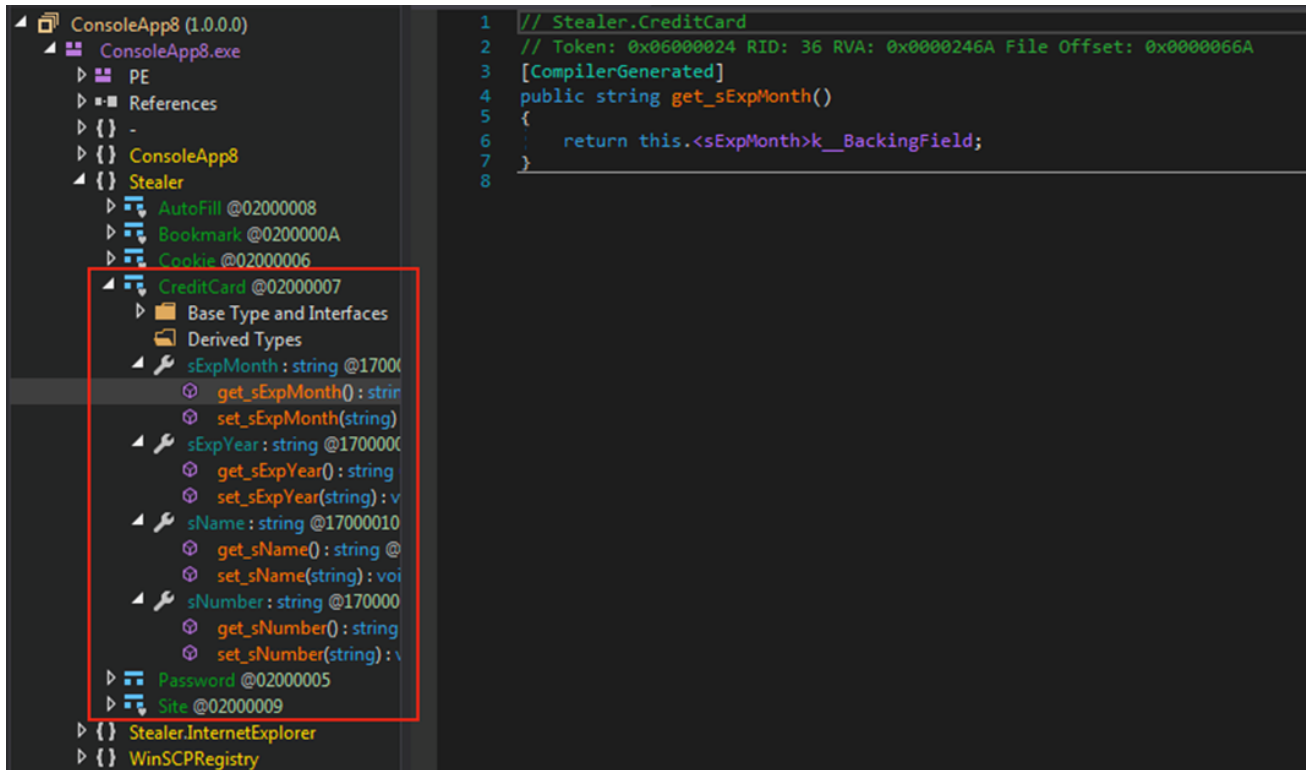 ConsoleApp8 (1.0.0.0)
ConsoleApp8.exe
PE
References
{ } -
{ } ConsoleApp8
{ } Stealer
AutoFill @02000008
Bookmark @0200000A
Cookie @02000006
CreditCard @02000007
Base Type and Interfaces
Derived Types
sExpMonth : string @1700
get_sExpMonth() : strin
set_sExpMonth(string)
sExpYear : string @170000
get_sExpYear() : string
set_sExpYear(string) : v
sName : string @17000010
get_sName() : string @
set_sName(string) : voi
sNumber : string @170000
get_sNumber() : string
set_sNumber(string) : v
Password @02000005
Site @02000009
{ } Stealer.InternetExplorer
{ } WinSCPRegistry
1 // Stealer.CreditCard
2 // Token: 0x06000024 RID: 36 RVA: 0x0000246A File Offset: 0x0000066A
3 [CompilerGenerated]
4 public string get_sExpMonth()
5 {
6 return this.<sExpMonth>k__BackingField;
7 }
8